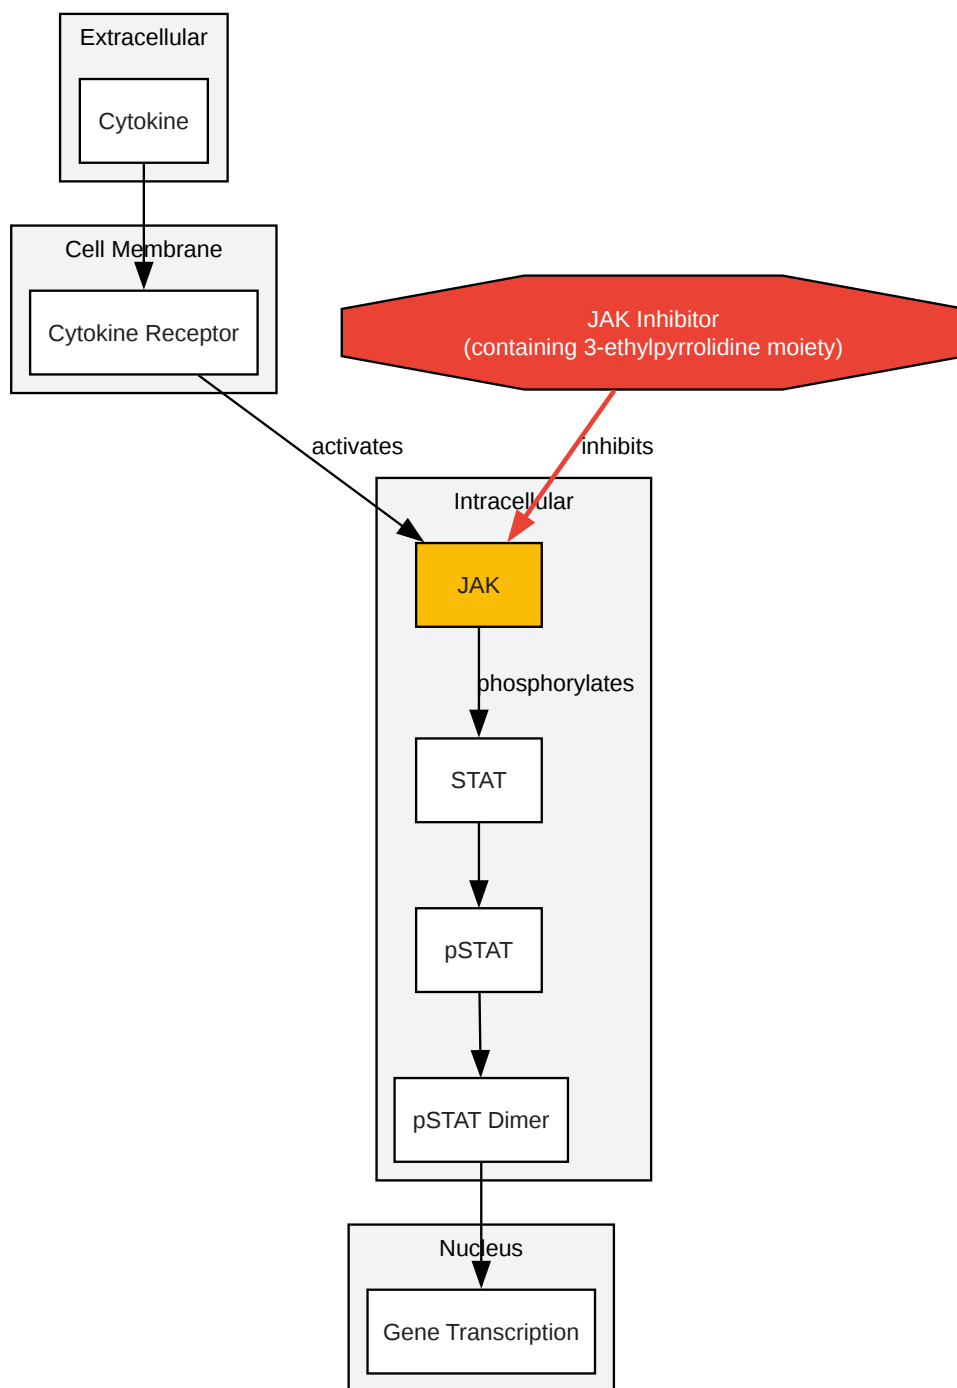 Extracellular
Cytokine
Cell Membrane
Cytokine Receptor
JAK Inhibitor
(containing 3-ethylpyrrolidine moiety)
activates
inhibits
Intracellular
JAK
phosphorylates
STAT
pSTAT
pSTAT Dimer
Nucleus
Gene Transcription